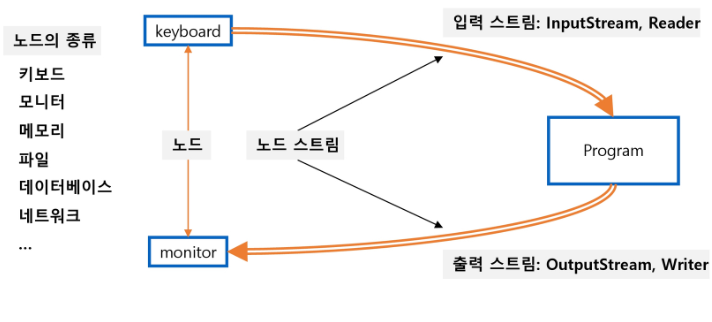 노드의 종류
키보드
모니터
메모리
파일
데이터베이스
네트워크
...
keyboard
노드
monitor
노드 스트림
입력 스트림: InputStream, Reader
Program
출력 스트림: OutputStream, Writer